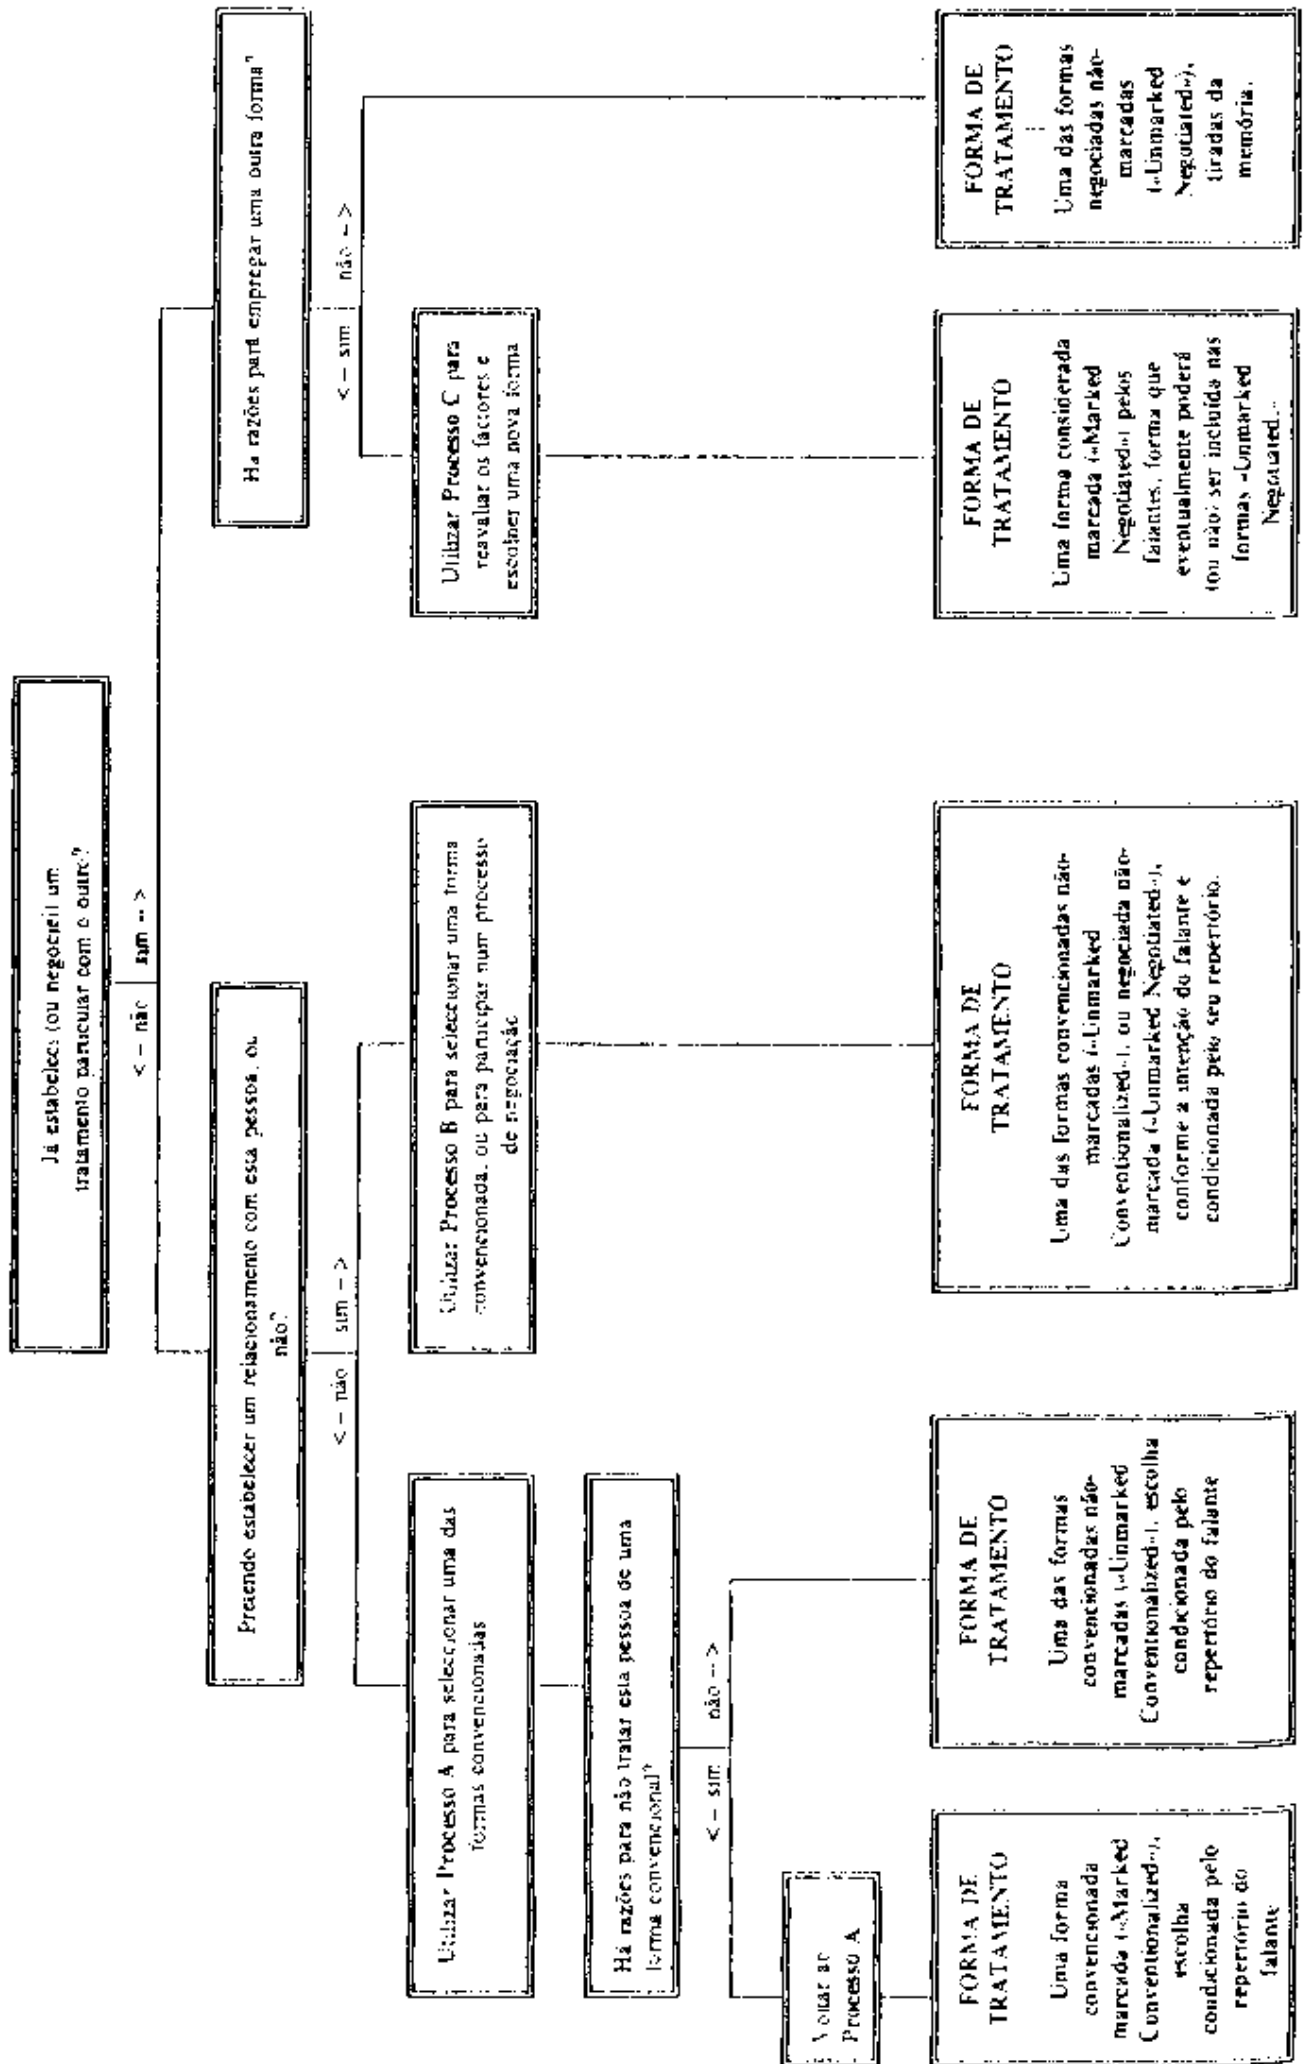 Já estabeleci (ou negociei) um
tratamento particular com o outro?
< – não
sim – >
Pretendo estabelecer um relacionamento com esta pessoa, ou
não?
Há razões para empregar uma outra forma?
< – não
sim – >
< – sim
não – >
Utilizar Processo A para seleccionar uma das
formas convencionadas
Utilizar Processo B para seleccionar uma forma
convencionada, ou para participar num processo
de negociação
Utilizar Processo C para
reavaliar os factores e
escolher uma nova forma
Há razões para não tratar esta pessoa de uma
forma convencional?
< – sim
não – >
Voltar ao
Processo A
FORMA DE
TRATAMENTO
Uma forma
convencionada
marcada («Marked
Conventionalized»),
escolha
condicionada pelo
repertório do
falante
FORMA DE
TRATAMENTO
Uma das formas
convencionadas não-
marcadas («Unmarked
Conventionalized»), escolha
condicionada pelo
repertório do falante
FORMA DE
TRATAMENTO
Uma das formas convencionadas não-
marcadas («Unmarked
Conventionalized»), ou negociada não-
marcada («Unmarked Negotiated»),
conforme a intenção do falante e
condicionada pelo seu repertório.
FORMA DE
TRATAMENTO
Uma forma considerada
marcada («Marked
Negotiated») pelos
falantes, forma que
eventualmente poderá
(ou não) ser incluída nas
formas «Unmarked
Negotiated».
FORMA DE
TRATAMENTO
Uma das formas
negociadas não-
marcadas
(«Unmarked
Negotiated»),
tiradas da
memória.